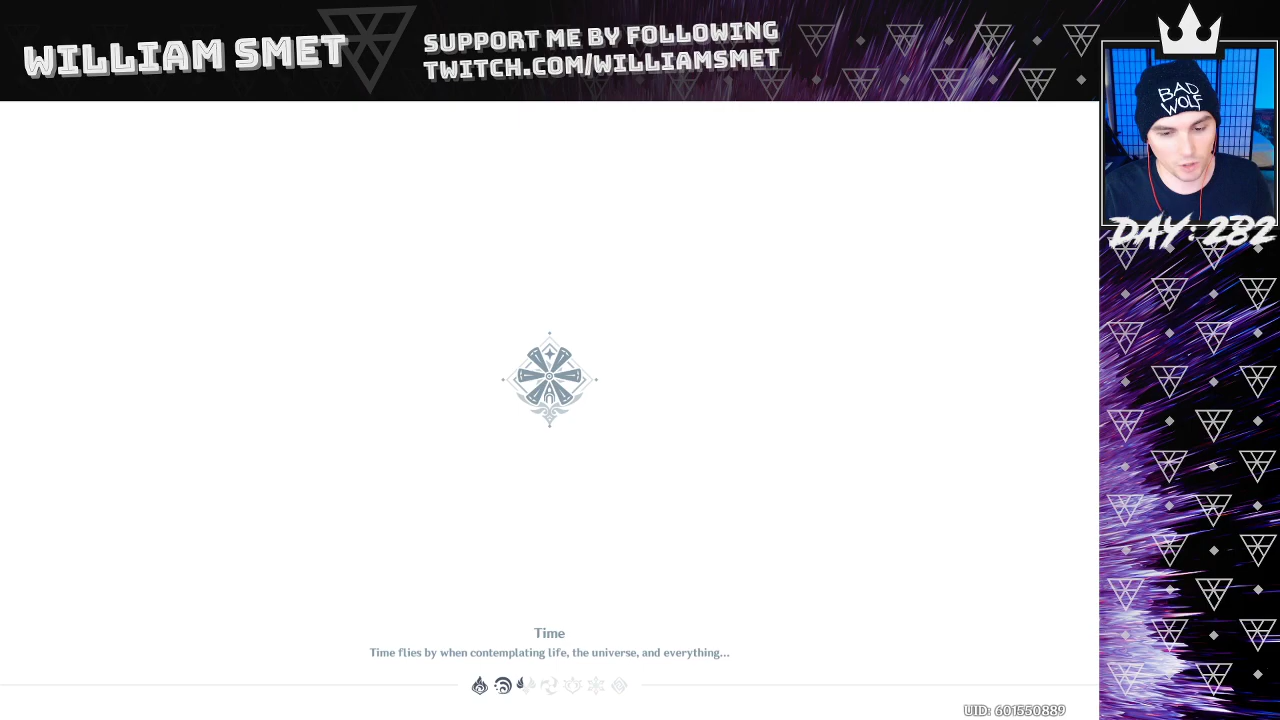 WILLIAM SMET
SUPPORT ME BY FOLLOWING
TWITCH.COM/WILLIAMSMET
BAD
WOLF
DAY: 282
Time
Time flies by when contemplating life, the universe, and everything...
UID: 601550889